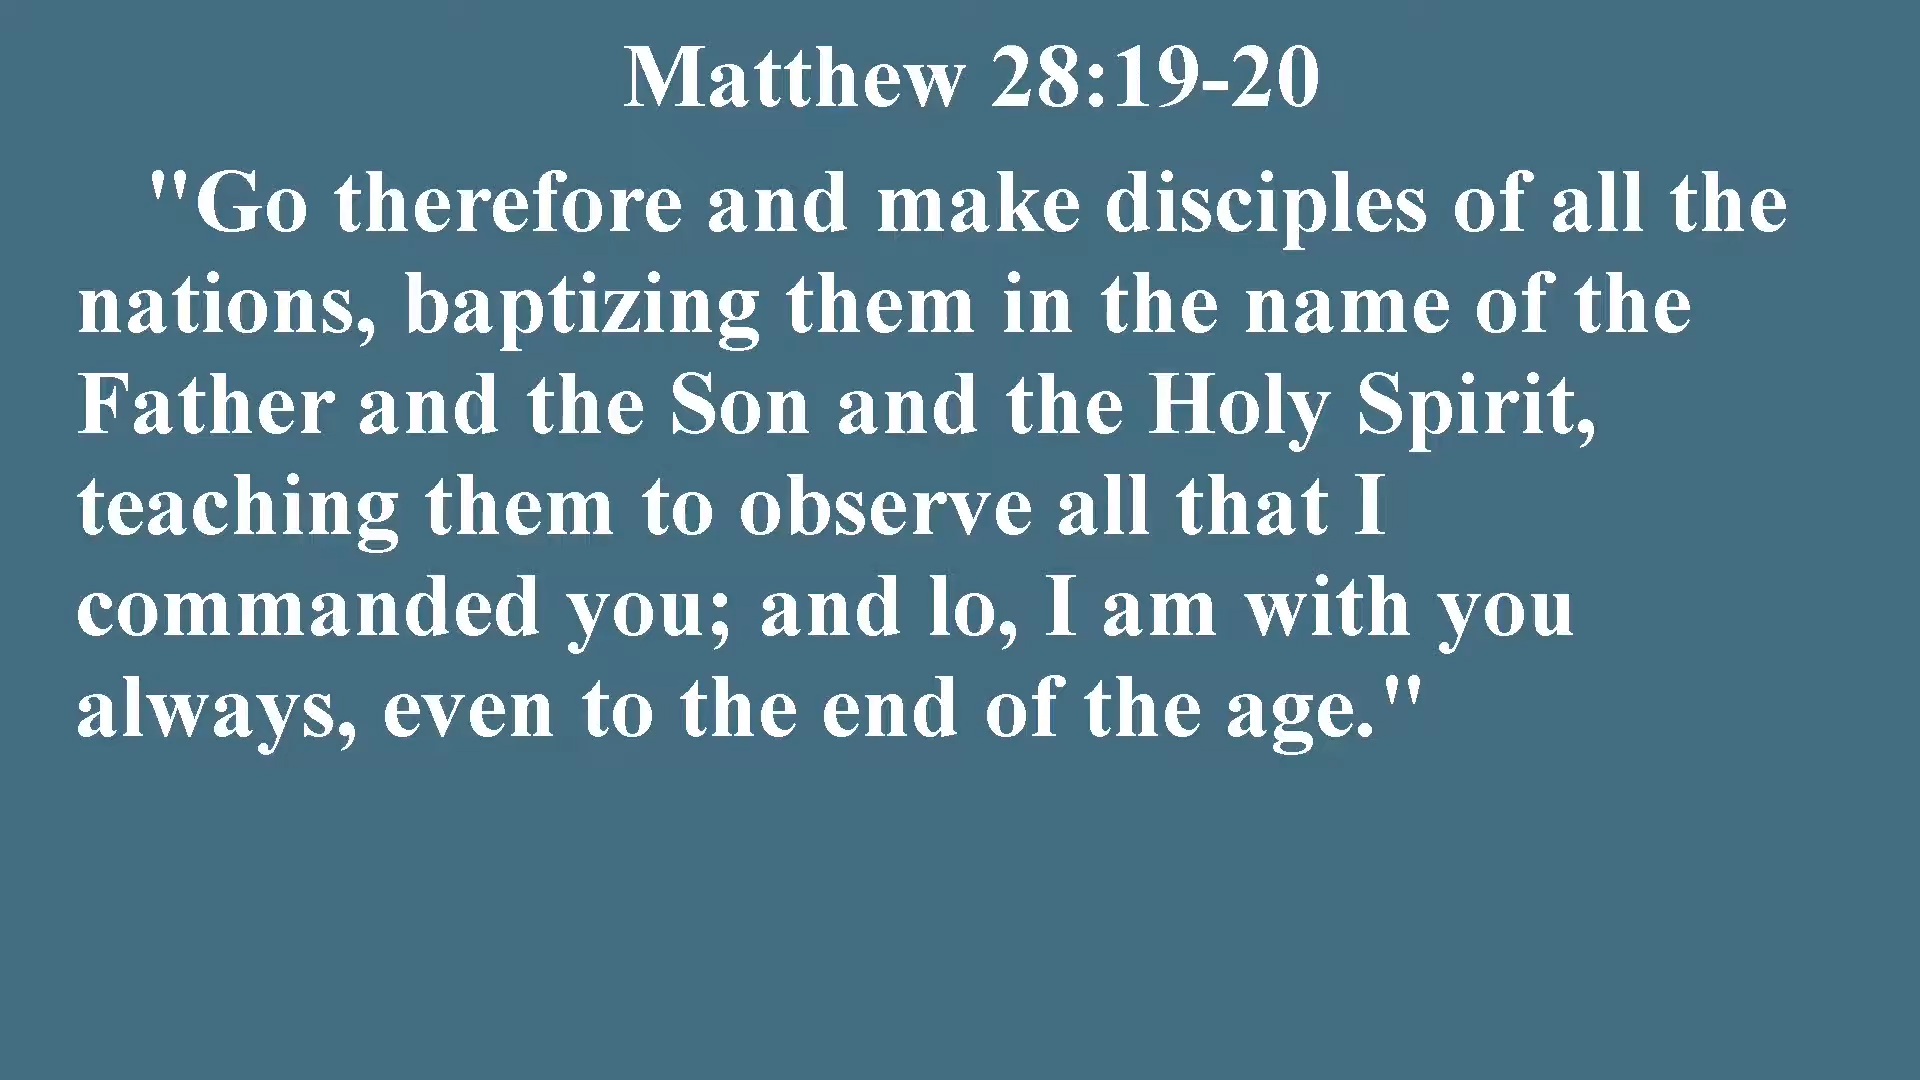 Matthew 28:19-20
"Go therefore and make disciples of all the
nations, baptizing them in the name of the
Father and the Son and the Holy Spirit,
teaching them to observe all that I
commanded you; and lo, I am with you
always, even to the end of the age."